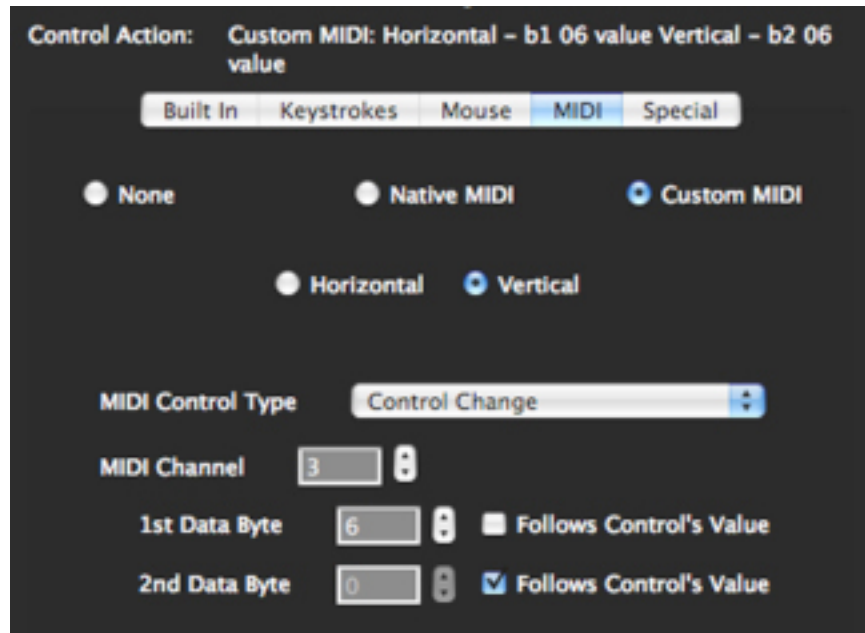 Control Action: Custom MIDI: Horizontal – b1 06 value Vertical – b2 06
value
Built In Keystrokes Mouse MIDI Special
None Native MIDI Custom MIDI
Horizontal Vertical
MIDI Control Type Control Change
MIDI Channel 3
1st Data Byte 6 Follows Control's Value
2nd Data Byte 0 Follows Control's Value